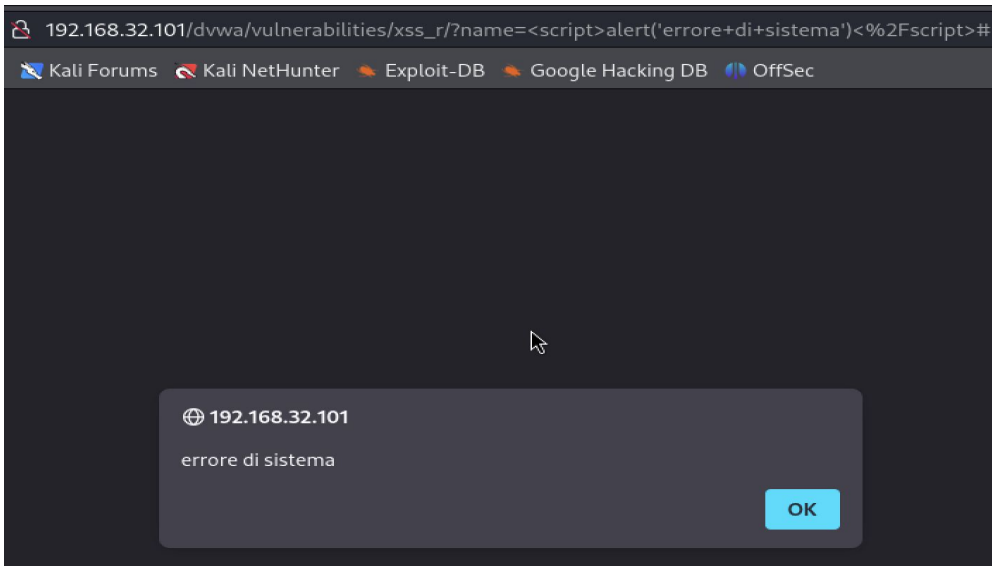 192.168.32.101/dvwa/vulnerabilities/xss_r/?name=<script>alert('errore+di+sistema')<%2Fscript>#
Kali Forums Kali NetHunter Exploit-DB Google Hacking DB OffSec
192.168.32.101
errore di sistema
OK